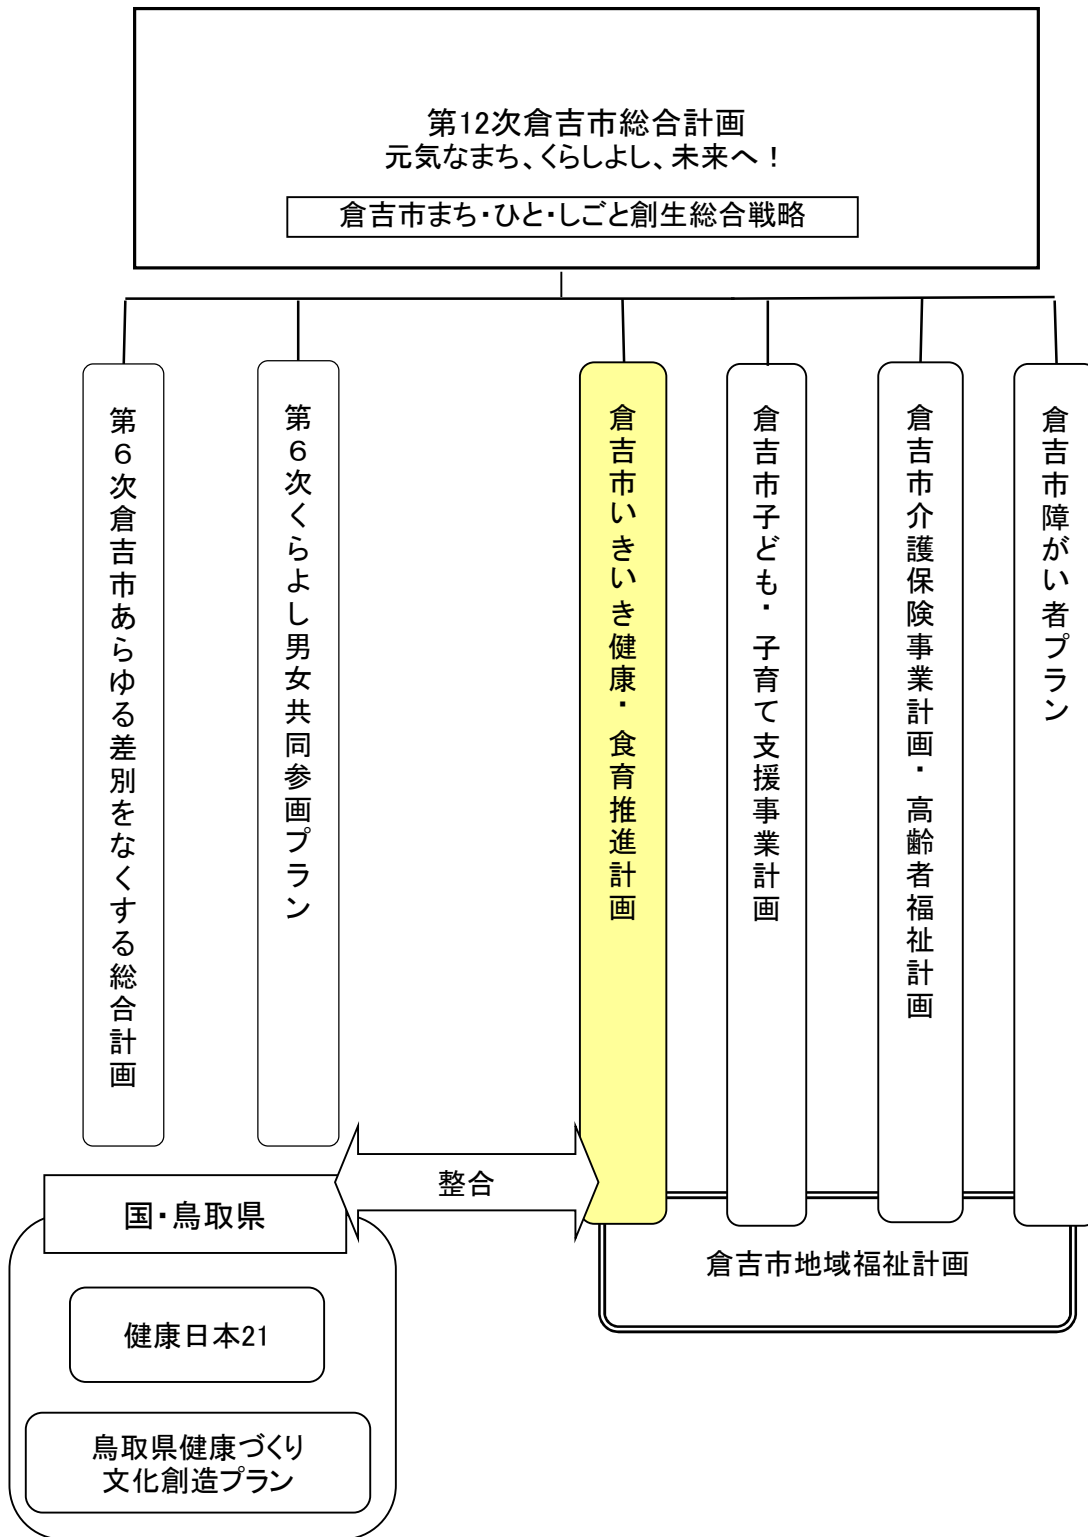 第12次倉吉市総合計画
元気なまち、くらしよし、未来へ！
倉吉市まち・ひと・しごと創生総合戦略
第６次倉吉市あらゆる差別をなくする総合計画
第６次くらよし男女共同参画プラン
倉吉市いきいき健康・食育推進計画
倉吉市子ども・子育て支援事業計画
倉吉市介護保険事業計画・高齢者福祉計画
倉吉市障がい者プラン
整合
国・鳥取県
倉吉市地域福祉計画
健康日本21
鳥取県健康づくり
文化創造プラン